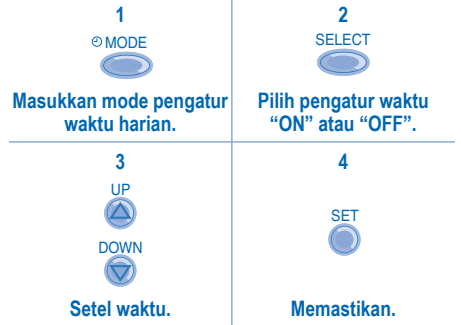 1
MODE
Masukkan mode pengatur
waktu harian.
2
SELECT
Pilih pengatur waktu
“ON” atau “OFF”.
3
UP
DOWN
Setel waktu.
4
SET
Memastikan.